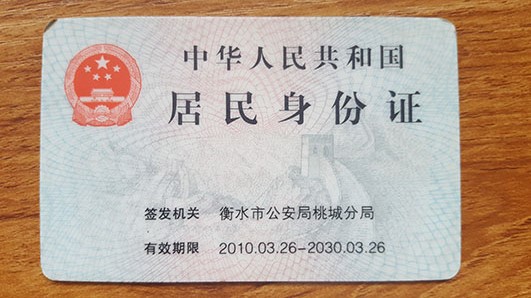 中华人民共和国
居民身份证
签发机关 衡水市公安局桃城分局
有效期限 2010.03.26-2030.03.26